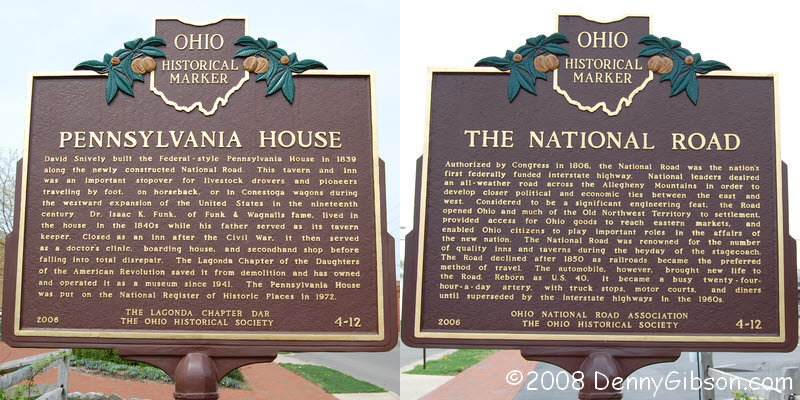 OHIO
HISTORICAL
MARKER
PENNSYLVANIA HOUSE
David Snively built the Federal-style Pennsylvania House in 1839
along the newly constructed National Road. This tavern and inn
was an important stopover for livestock drovers and pioneers
traveling by foot, on horseback, or in Conestoga wagons during
the westward expansion of the United States in the nineteenth
century. Dr. Isaac K. Funk, of Funk & Wagnalls fame, lived in
the house in the 1840s while his father served as its tavern
keeper. Closed as an inn after the Civil War, it then served
as a doctor's clinic, boarding house, and secondhand shop before
falling into total disrepair. The Lagonda Chapter of the Daughters
of the American Revolution saved it from demolition and has owned
and operated it as a museum since 1941. The Pennsylvania House
was put on the National Register of Historic Places in 1972.
THE LAGONDA CHAPTER DAR
2006 THE OHIO HISTORICAL SOCIETY 4-12
OHIO
HISTORICAL
MARKER
THE NATIONAL ROAD
Authorized by Congress in 1806, the National Road was the nation's
first federally funded interstate highway. National leaders desired
an all-weather road across the Allegheny Mountains in order to
develop closer political and economic ties between the east and
west. Considered to be a significant engineering feat, the Road
opened Ohio and much of the Old Northwest Territory to settlement,
provided access for Ohio goods to reach eastern markets, and
enabled Ohio citizens to play important roles in the affairs of
the new nation. The National Road was renowned for the number
of quality inns and taverns during the heyday of the stagecoach.
The Road declined after 1850 as railroads became the preferred
method of travel. The automobile, however, brought new life to
the Road. Reborn as U.S. 40, it became a busy twenty-four-
hour-a-day artery, with truck stops, motor courts, and diners
until superseded by the interstate highways in the 1960s.
OHIO NATIONAL ROAD ASSOCIATION
2006 THE OHIO HISTORICAL SOCIETY 4-12
©2008 DennyGibson.com